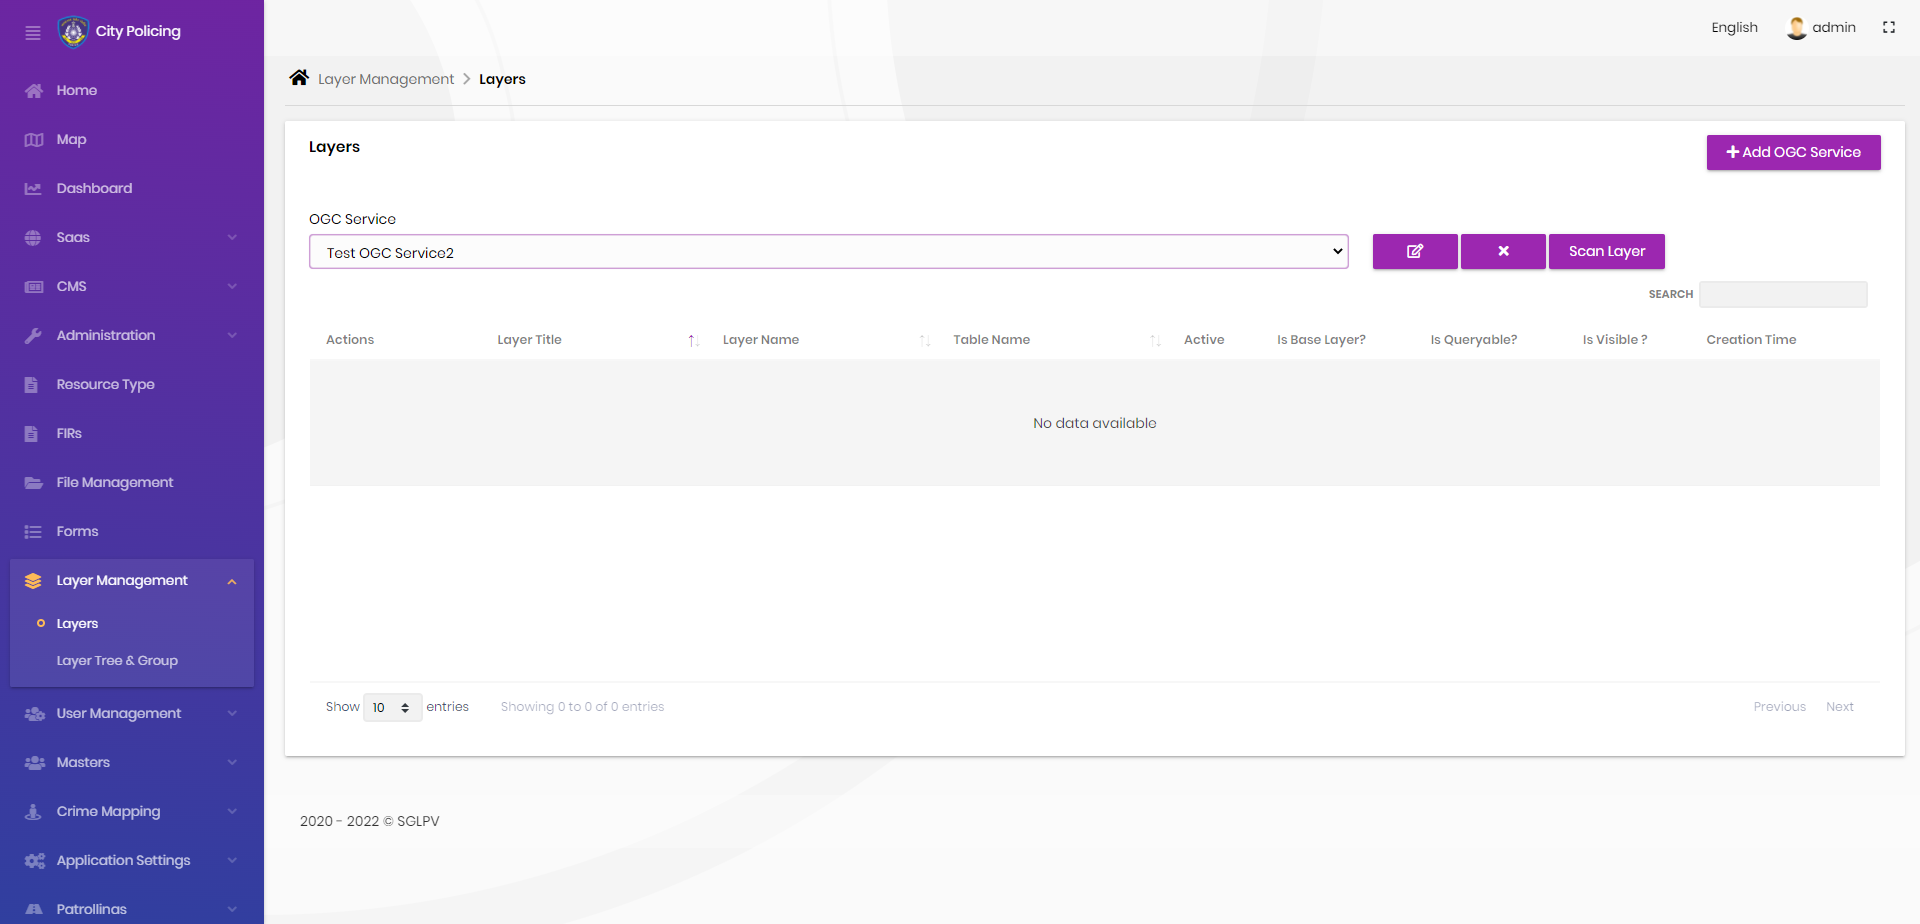 City Policing
Home
Map
Dashboard
Saas
CMS
Administration
Resource Type
FIRs
File Management
Forms
Layer Management
Layers
Layer Tree & Group
User Management
Masters
Crime Mapping
Application Settings
Patrollings
English
admin
Layer Management > Layers
Layers
Add OGC Service
OGC Service
Test OGC Service2
Scan Layer
SEARCH
Actions Layer Title Layer Name Table Name Active Is Base Layer? Is Queryable? Is Visible ? Creation Time
No data available
Show 10 entries Showing 0 to 0 of 0 entries Previous Next
2020 - 2022 © SGLPV